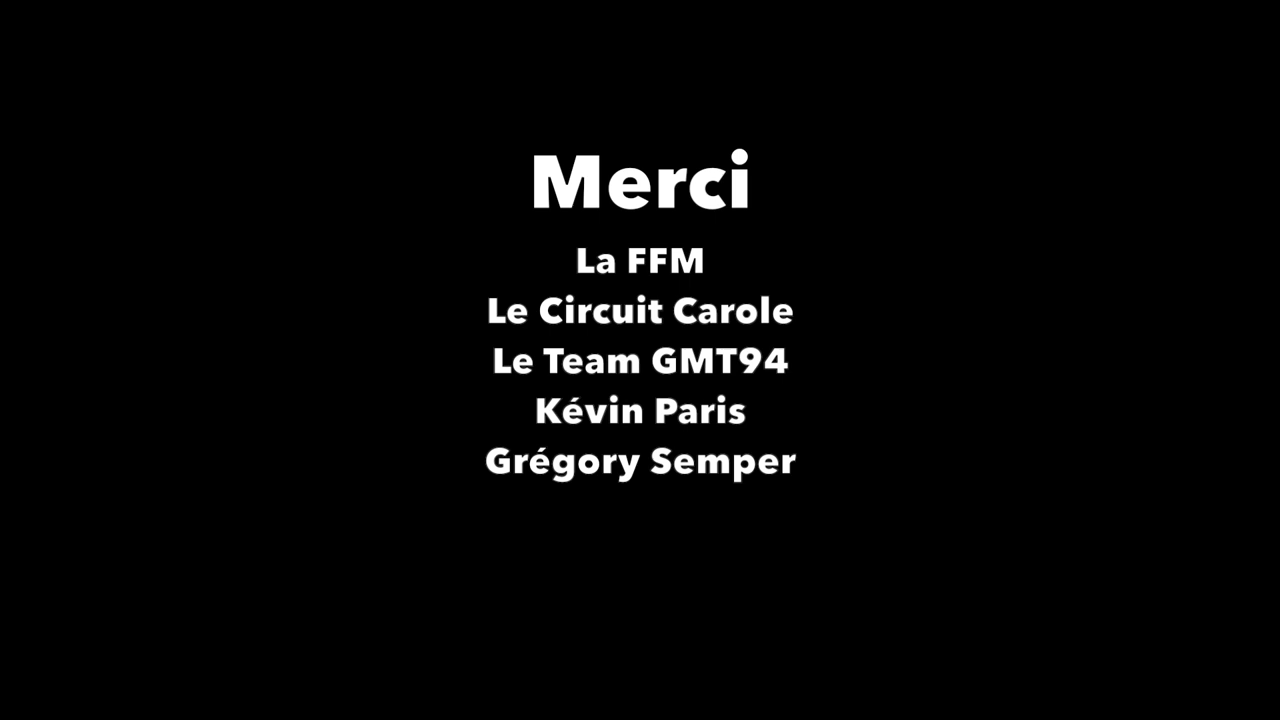 Merci
La FFM
Le Circuit Carole
Le Team GMT94
Kévin Paris
Grégory Semper